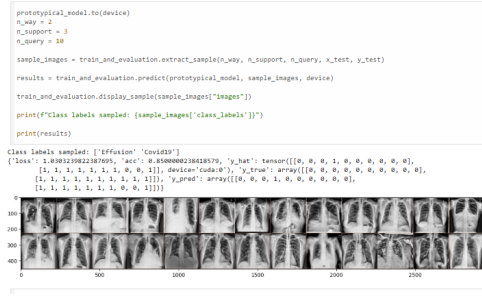 prototypical_model.to(device)
n_way = 2
n_support = 3
n_query = 10
sample_images = train_and_evaluation.extract_sample(n_way, n_support, n_query, x_test, y_test)
results = train_and_evaluation.predict(prototypical_model, sample_images, device)
train_and_evaluation.display_sample(sample_images["images"])
print(f"Class labels sampled: {sample_images['class_labels']}")
print(results)
Class labels sampled: ['Effusion' 'Covid19']
{'loss': 1.0303239822387695, 'acc': 0.8500000238418579, 'y_hat': tensor([[0, 0, 0, 1, 0, 0, 0, 0, 0, 0],
[1, 1, 1, 1, 1, 1, 1, 0, 0, 1]], device='cuda:0'), 'y_true': array([[0, 0, 0, 0, 0, 0, 0, 0, 0, 0],
[1, 1, 1, 1, 1, 1, 1, 1, 1, 1]]), 'y_pred': array([[0, 0, 0, 1, 0, 0, 0, 0, 0, 0],
[1, 1, 1, 1, 1, 1, 1, 0, 0, 1]])}
0
100
200
300
400
0 500 1000 1500 2000 2500